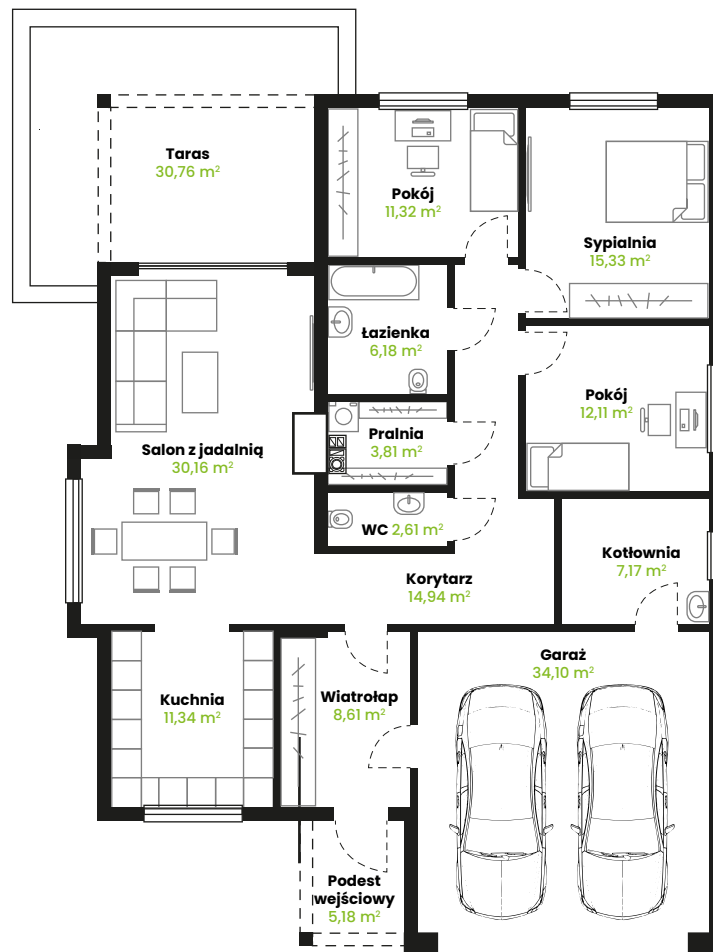 Taras
30,76 m²
Pokój
11,32 m²
Sypialnia
15,33 m²
Łazienka
6,18 m²
Pokój
12,11 m²
Salon z jadalnią
30,16 m²
Pralnia
3,81 m²
WC 2,61 m²
Kotłownia
7,17 m²
Korytarz
14,94 m²
Garaż
34,10 m²
Kuchnia
11,34 m²
Wiatrołap
8,61 m²
Podest
wejściowy
5,18 m²